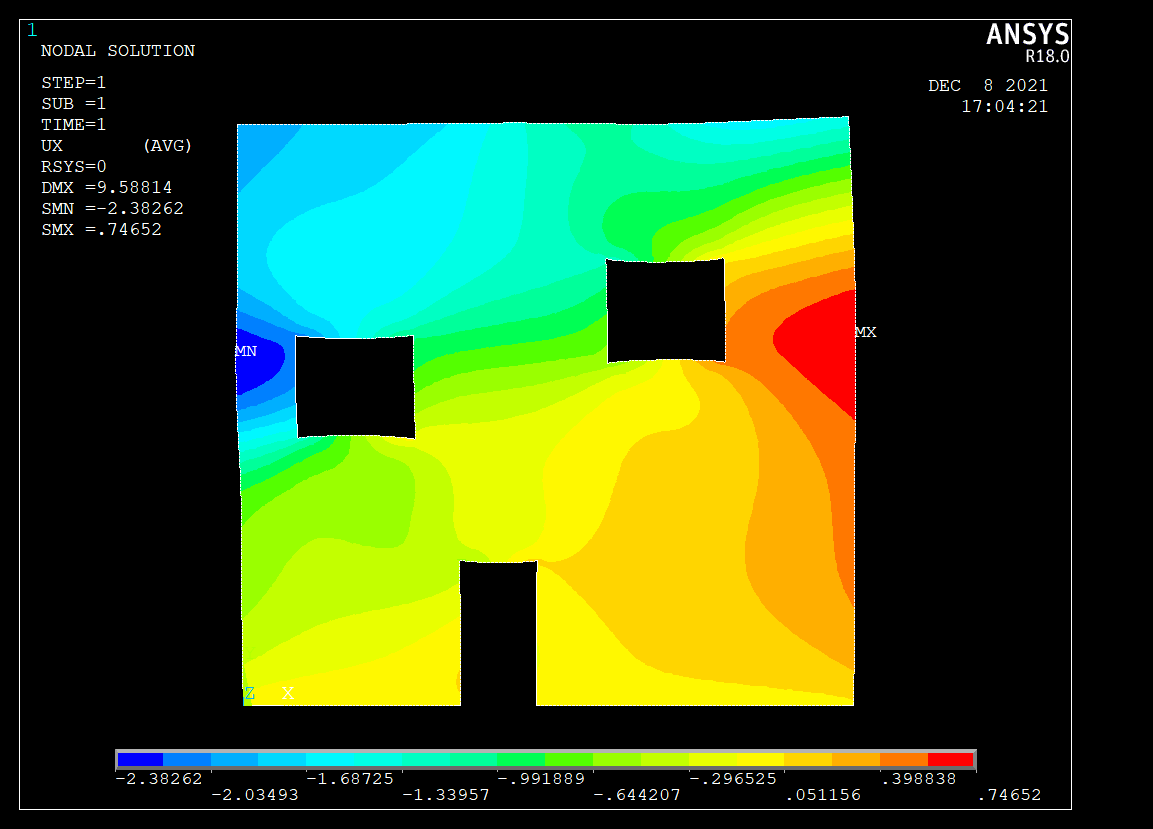 1
ANSYS
R18.0
NODAL SOLUTION
DEC 8 2021
17:04:21
STEP=1
SUB =1
TIME=1
UX (AVG)
RSYS=0
DMX =9.58814
SMN =-2.38262
SMX =.74652
MX
MN
Z X
-2.38262 -1.68725 -.991889 -.296525 .398838
-2.03493 -1.33957 -.644207 .051156 .74652